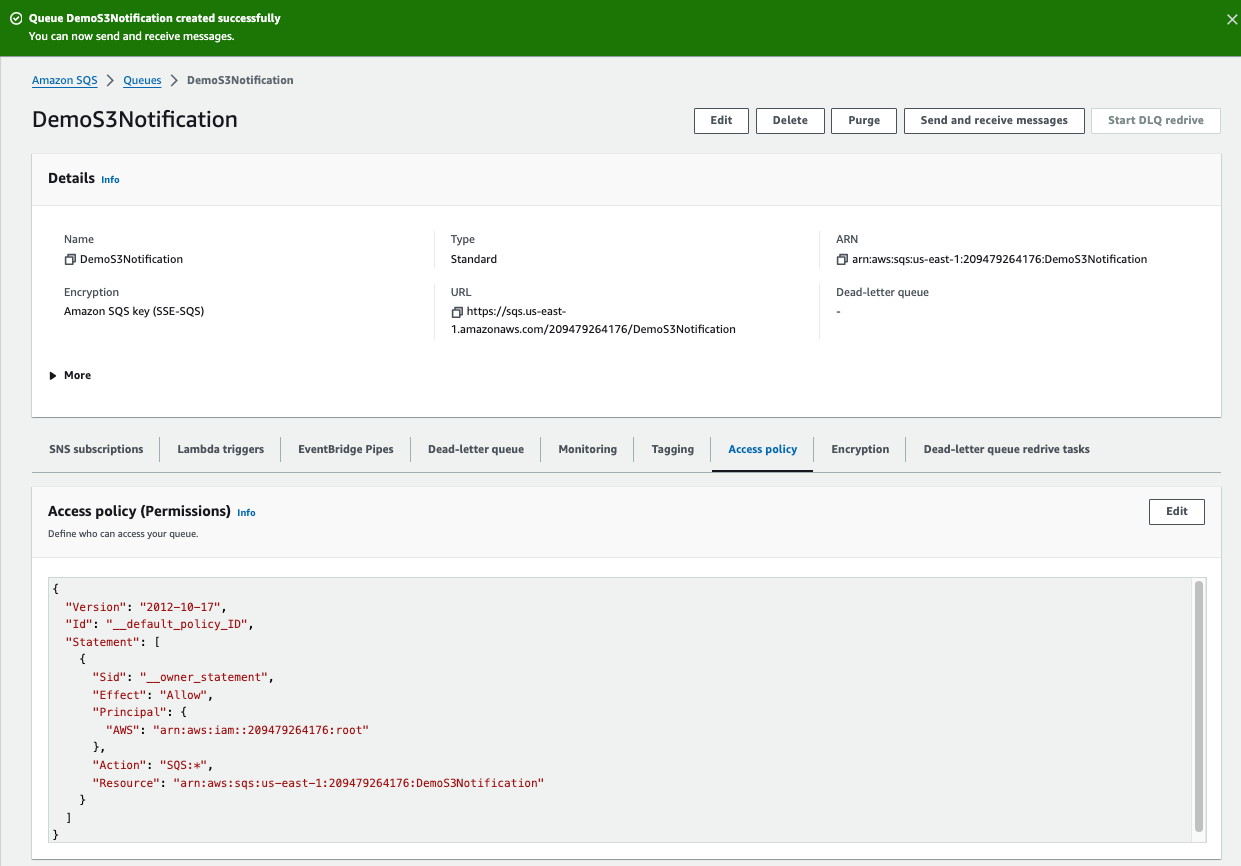 Queue DemoS3Notification created successfully
You can now send and receive messages.
Amazon SQS > Queues > DemoS3Notification
DemoS3Notification
Edit Delete Purge Send and receive messages Start DLQ redrive
Details Info
Name
DemoS3Notification
Type
Standard
ARN
arn:aws:sqs:us-east-1:209479264176:DemoS3Notification
Encryption
Amazon SQS key (SSE-SQS)
URL
https://sqs.us-east-
1.amazonaws.com/209479264176/DemoS3Notification
Dead-letter queue
-
More
SNS subscriptions Lambda triggers EventBridge Pipes Dead-letter queue Monitoring Tagging Access policy Encryption Dead-letter queue redrive tasks
Access policy (Permissions) Info
Edit
Define who can access your queue.
{
  "Version": "2012-10-17",
  "Id": "__default_policy_ID",
  "Statement": [
    {
      "Sid": "__owner_statement",
      "Effect": "Allow",
      "Principal": {
        "AWS": "arn:aws:iam::209479264176:root"
      },
      "Action": "SQS:*",
      "Resource": "arn:aws:sqs:us-east-1:209479264176:DemoS3Notification"
    }
  ]
}